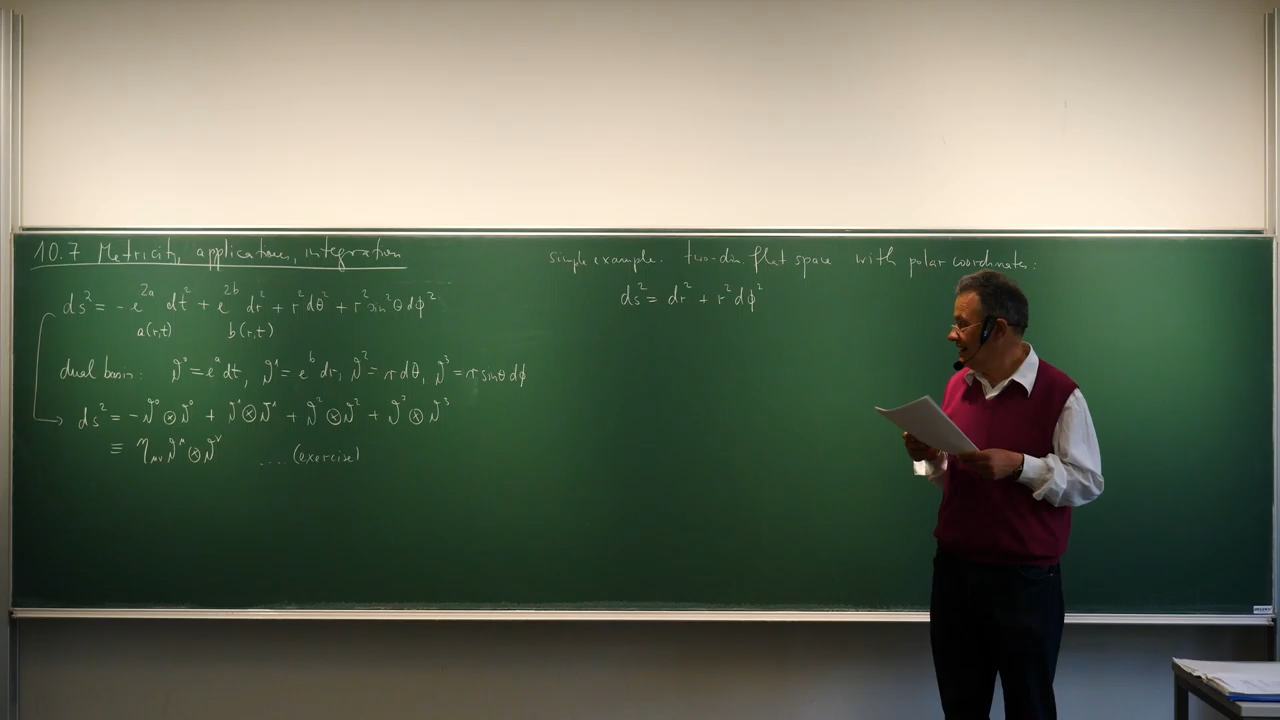 10.7 Metricity, applications, integration
ds² = - e^{2a} dt² + e^{2b} dr² + r² dθ² + r² sin²θ dϕ²
a(r,t) b(r,t)
dual basis: ϑ⁰ = e^a dt, ϑ¹ = e^b dr, ϑ² = r dθ, ϑ³ = r sinθ dϕ
ds² = - ϑ⁰ ⊗ ϑ⁰ + ϑ¹ ⊗ ϑ¹ + ϑ² ⊗ ϑ² + ϑ³ ⊗ ϑ³
≡ η_{μν} ϑ^μ ⊗ ϑ^ν .... (exercise)
simple example: two-dim flat space with polar coordinates:
ds² = dr² + r² dϕ²